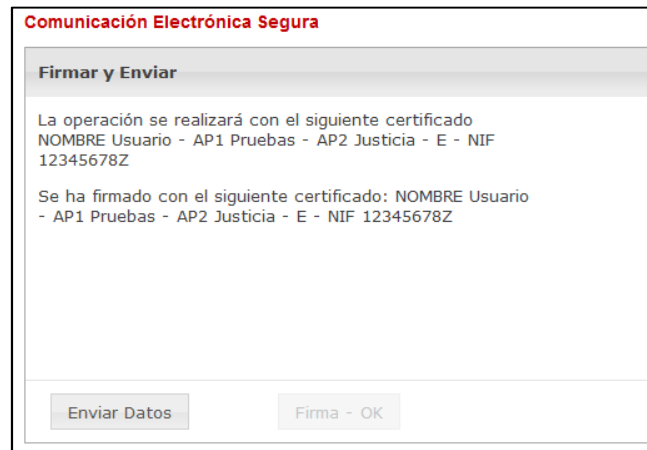 Comunicación Electrónica Segura
Firmar y Enviar
La operación se realizará con el siguiente certificado
NOMBRE Usuario - AP1 Pruebas - AP2 Justicia - E - NIF
12345678Z
Se ha firmado con el siguiente certificado: NOMBRE Usuario
- AP1 Pruebas - AP2 Justicia - E - NIF 12345678Z
Enviar Datos
Firma - OK